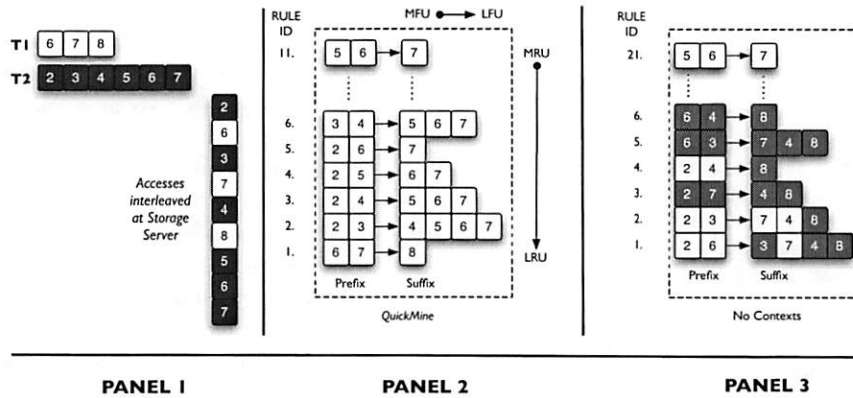 T1 6 7 8
T2 2 3 4 5 6 7
2
6
3
7
4
8
5
6
7
Accesses
interleaved
at Storage
Server
PANEL 1
RULE
ID
MFU LFU
11. 5 6 7
6. 3 4 5 6 7
5. 2 6 7
4. 2 5 6 7
3. 2 4 5 6 7
2. 2 3 4 5 6 7
1. 6 7 8
Prefix Suffix
MRU
LRU
QuickMine
PANEL 2
RULE
ID
21. 5 6 7
6. 6 4 8
5. 6 3 7 4 8
4. 2 4 8
3. 2 7 4 8
2. 2 3 7 4 8
1. 2 6 3 7 4 8
Prefix Suffix
No Contexts
PANEL 3